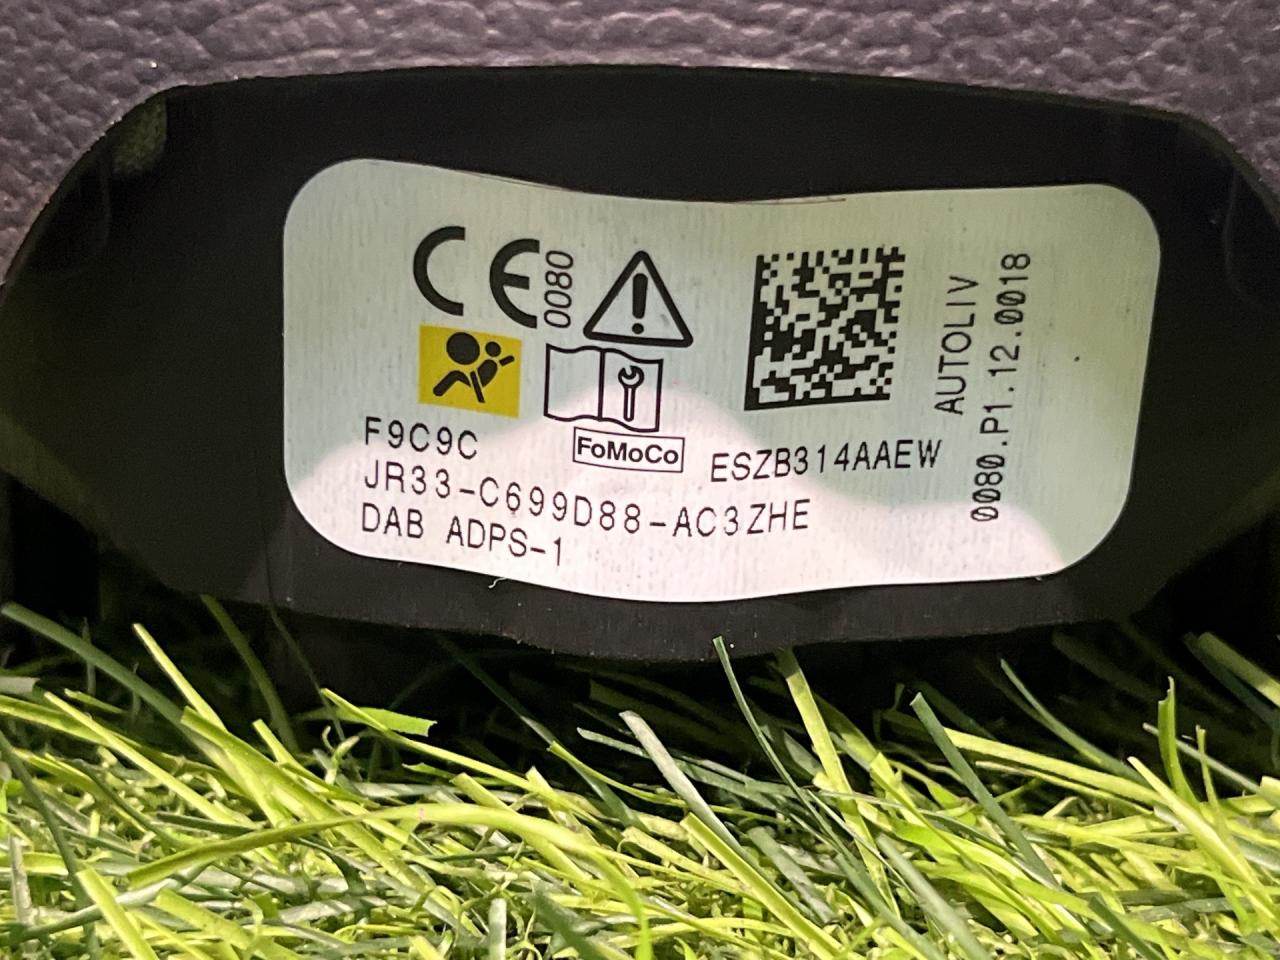 CE 0080
F9C9C
FoMoCo
ESZB314AAEW
JR33-C699D88-AC3ZHE
DAB ADPS-1
AUTOLIV
0080.P1.12.0018